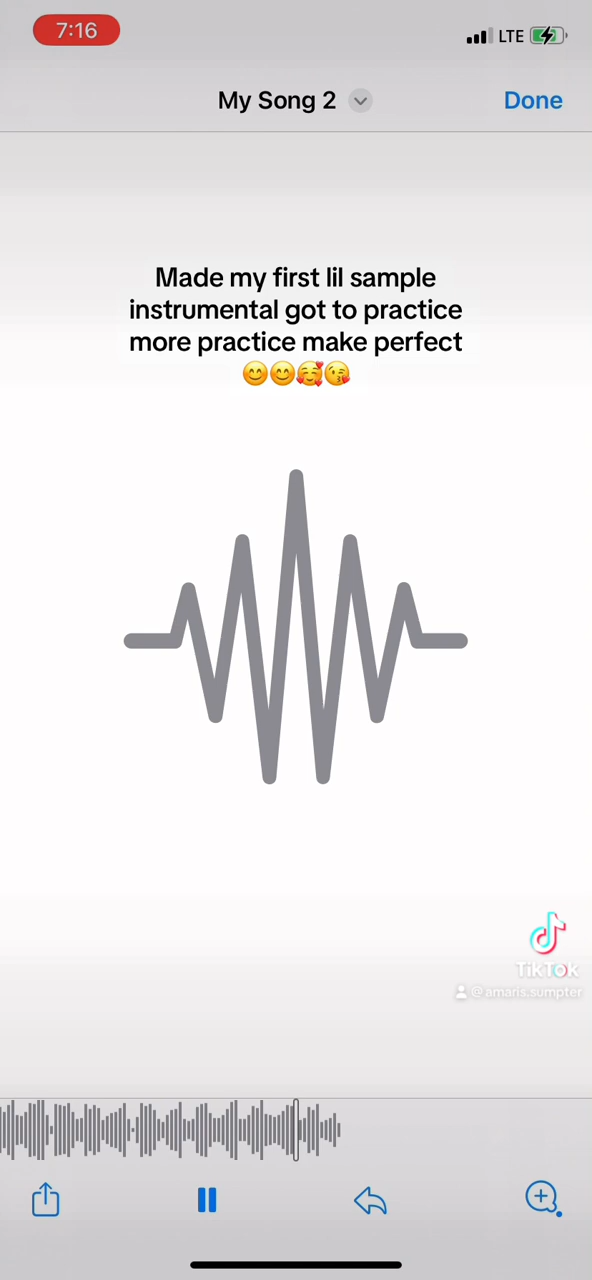 7:16
LTE
My Song 2
Done
Made my first lil sample
instrumental got to practice
more practice make perfect
😊😊🥰😘
TikTok
@amaris.sumpter